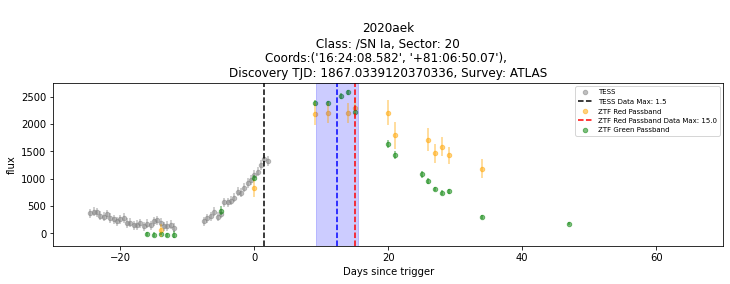 2020aek
Class: /SN Ia, Sector: 20
Coords:('16:24:08.582', '+81:06:50.07'),
Discovery TJD: 1867.0339120370336, Survey: ATLAS
2500
2000
1500
1000
500
0
flux
−20
0
20
40
60
Days since trigger
TESS
TESS Data Max: 1.5
ZTF Red Passband
ZTF Red Passband Data Max: 15.0
ZTF Green Passband